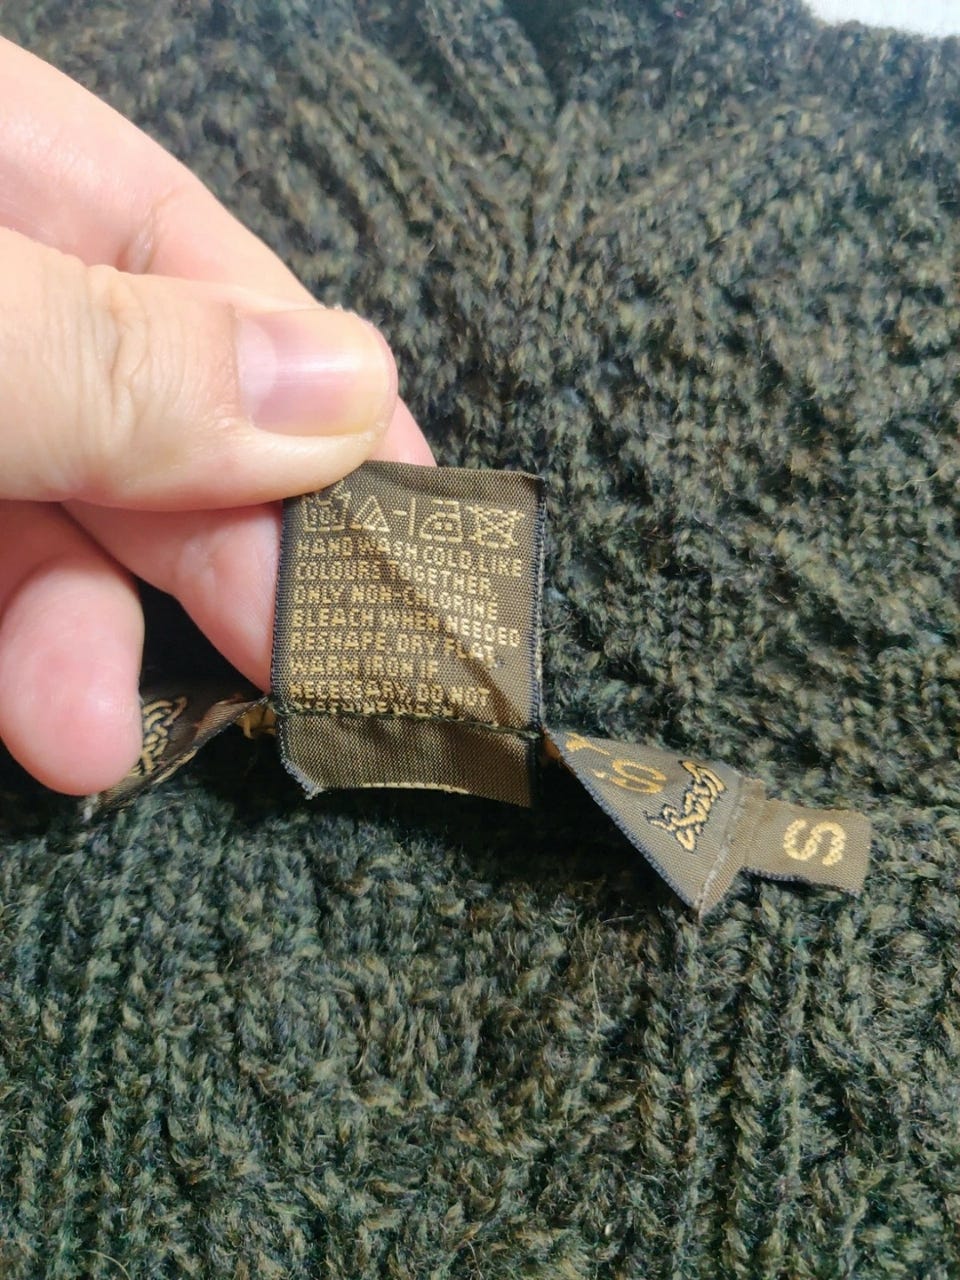 HAND WASH COLD LIKE
COLOURS TOGETHER
ONLY NON-CHLORINE
BLEACH WHEN NEEDED
RESHAPE DRY FLAT
WARM IRON IF
NECESSARY DO NOT
S